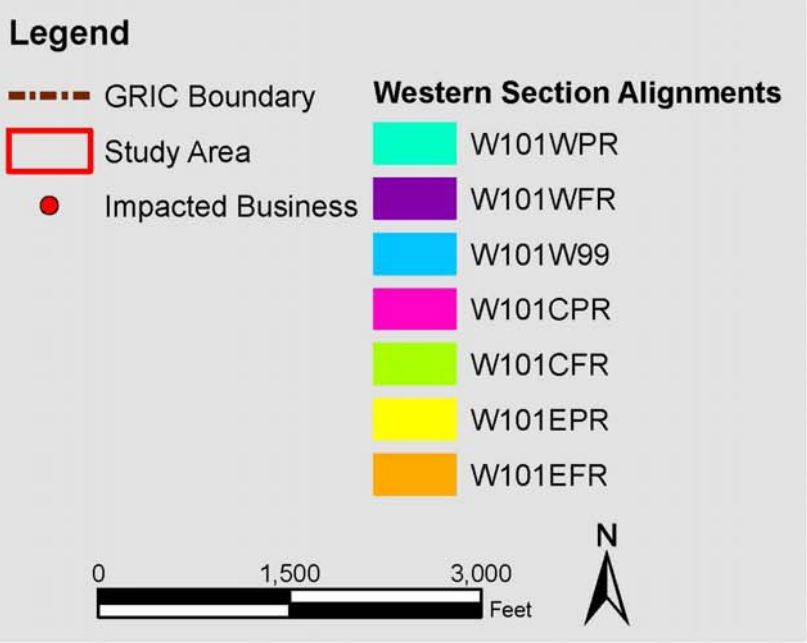 Legend
GRIC Boundary
Study Area
Impacted Business
Western Section Alignments
W101WPR
W101WFR
W101W99
W101CPR
W101CFR
W101EPR
W101EFR
N
0 1,500 3,000
Feet